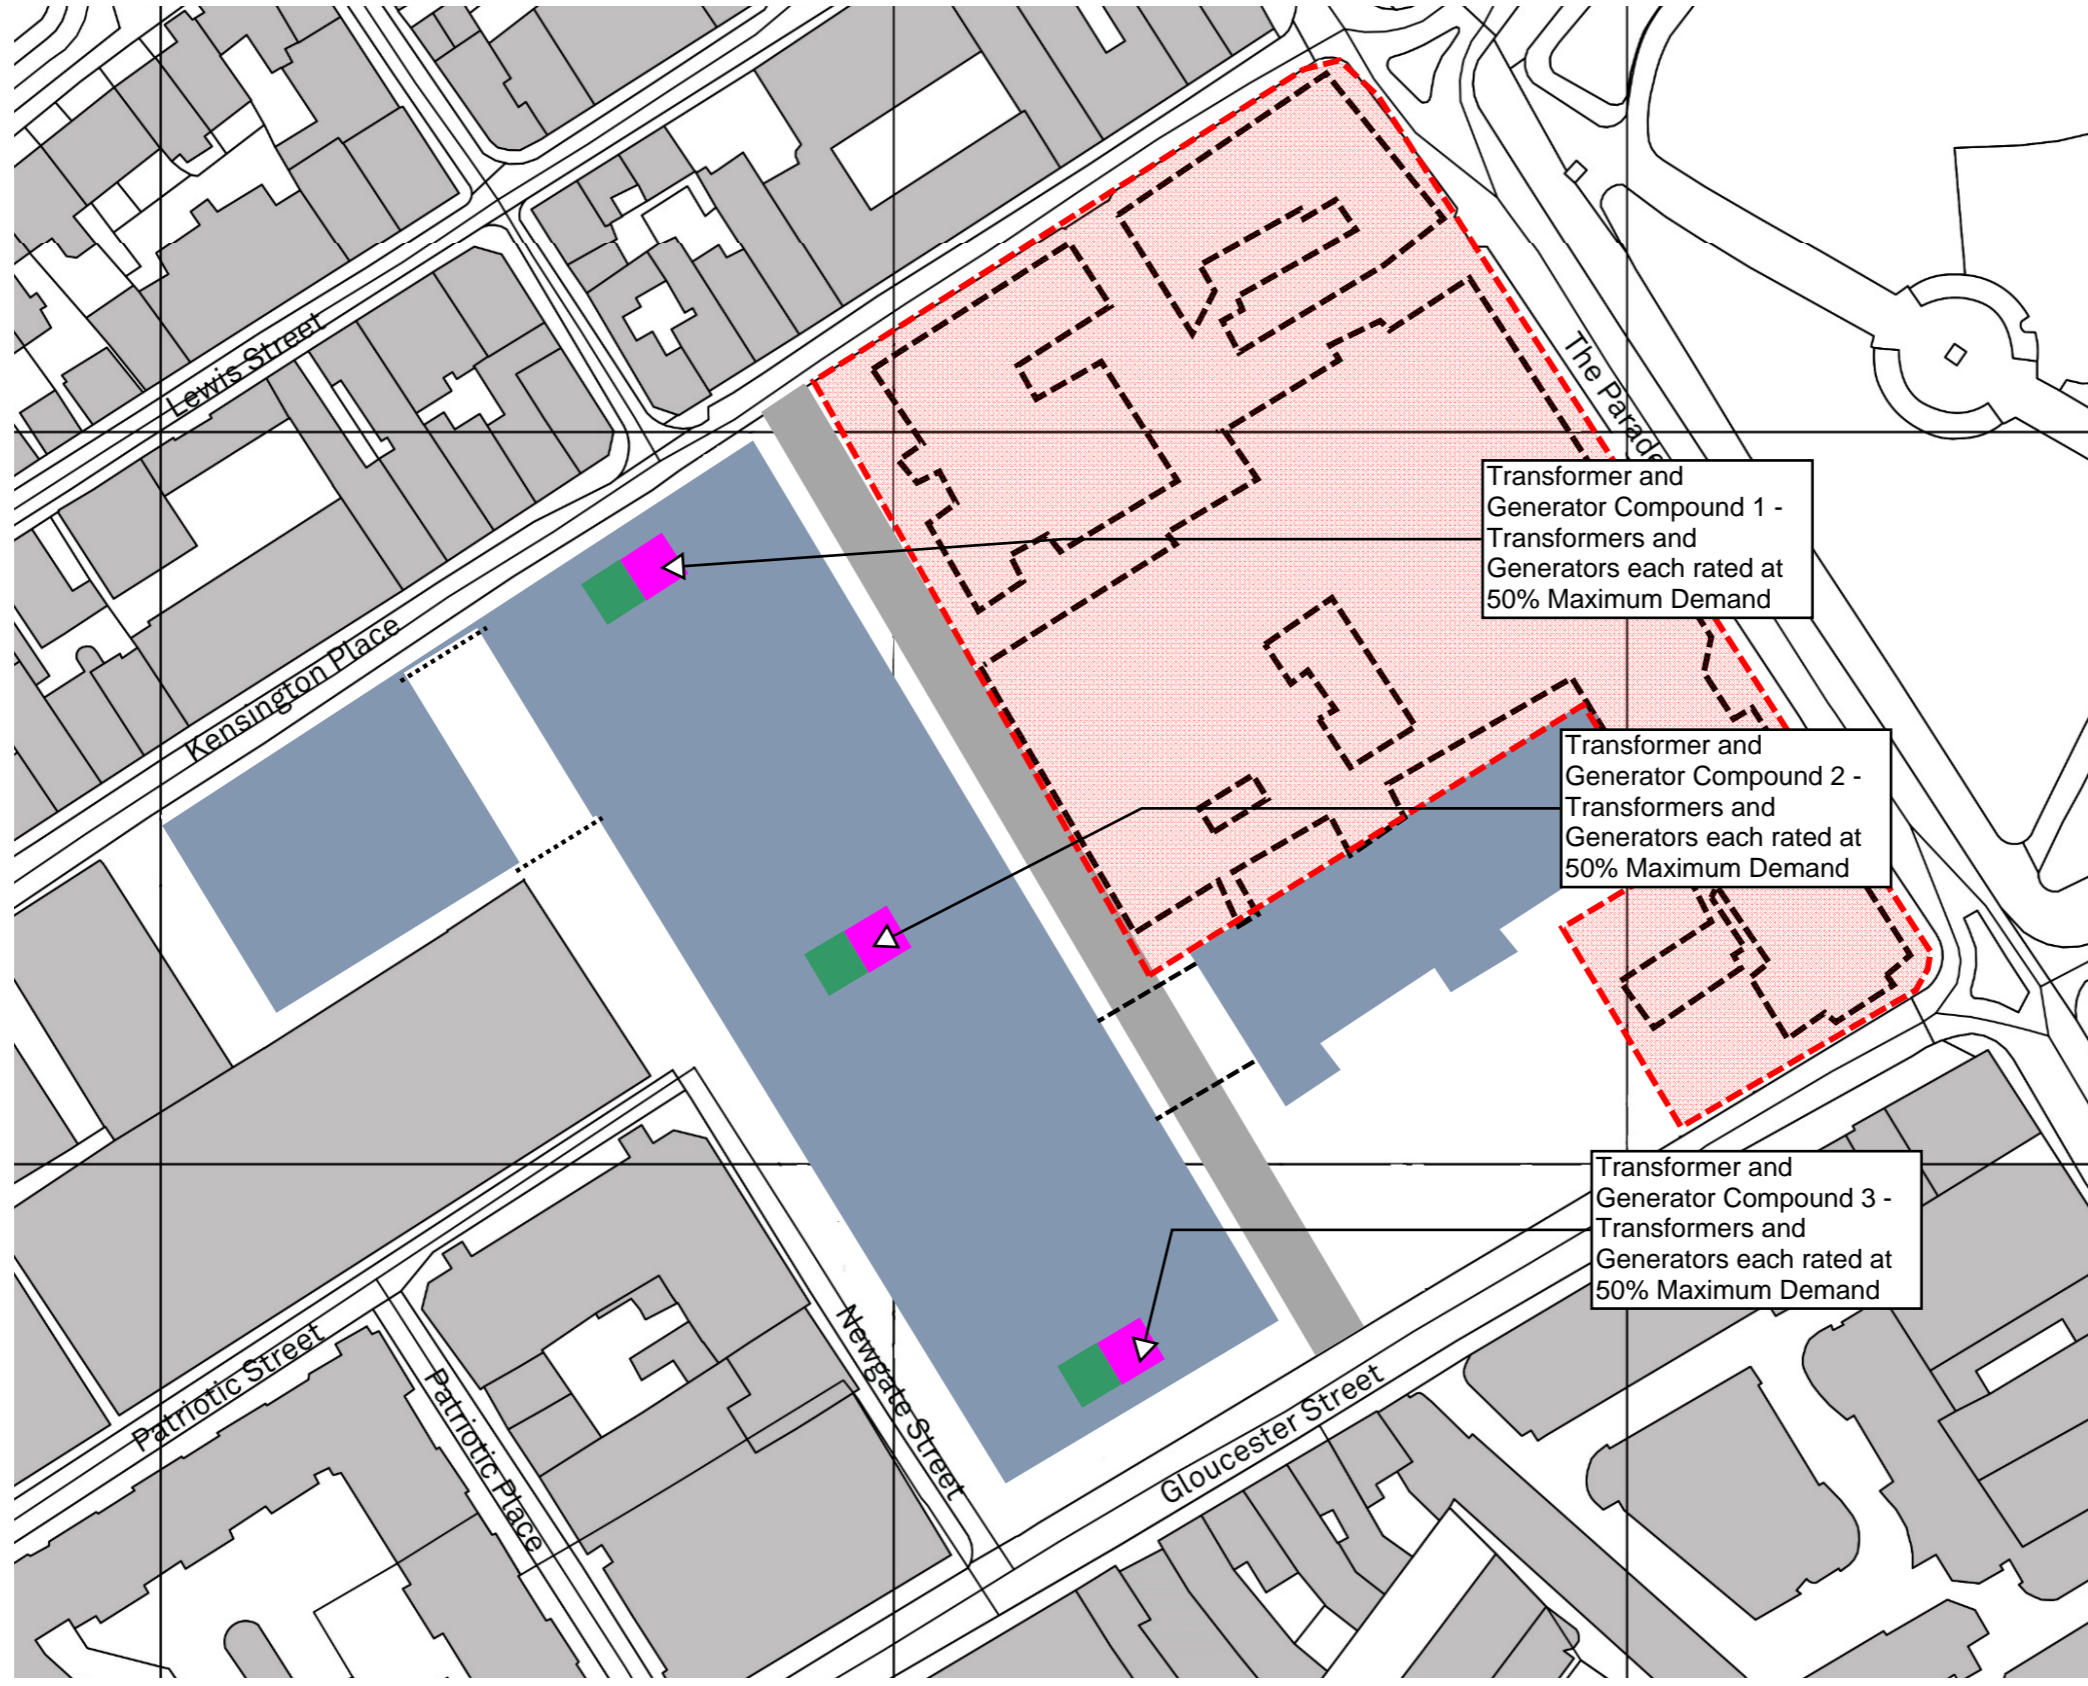 Lewis Street
The Parade
Transformer and
Generator Compound 1 -
Transformers and
Generators each rated at
50% Maximum Demand
Kensington Place
Transformer and
Generator Compound 2 -
Transformers and
Generators each rated at
50% Maximum Demand
Transformer and
Generator Compound 3 -
Transformers and
Generators each rated at
50% Maximum Demand
Newgate Street
Patriotic Street
Patriotic Place
Gloucester Street